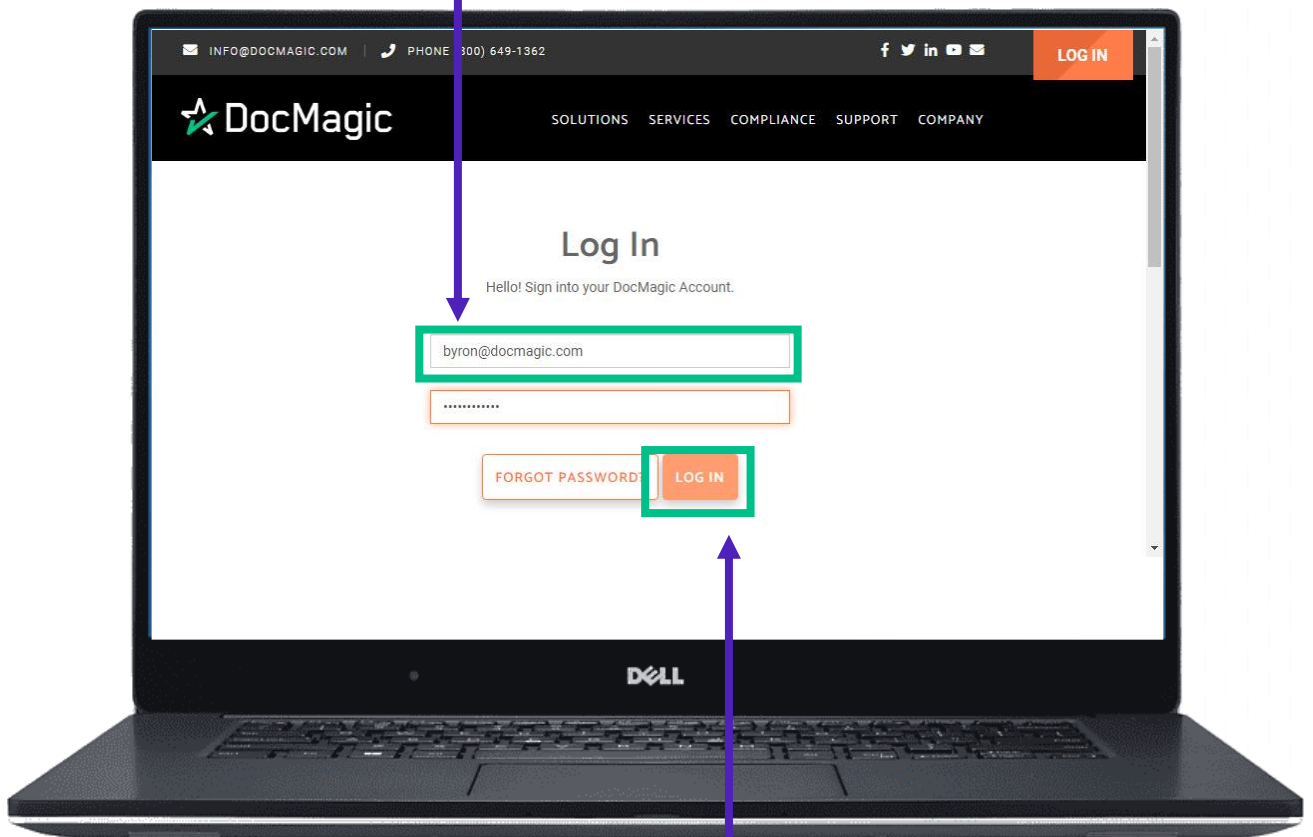 INFO@DOCMAGIC.COM | PHONE 800) 649-1362
LOG IN
DocMagic
SOLUTIONS SERVICES COMPLIANCE SUPPORT COMPANY
Log In
Hello! Sign into your DocMagic Account.
byron@docmagic.com
••••••••••••
FORGOT PASSWORD?
LOG IN
DELL